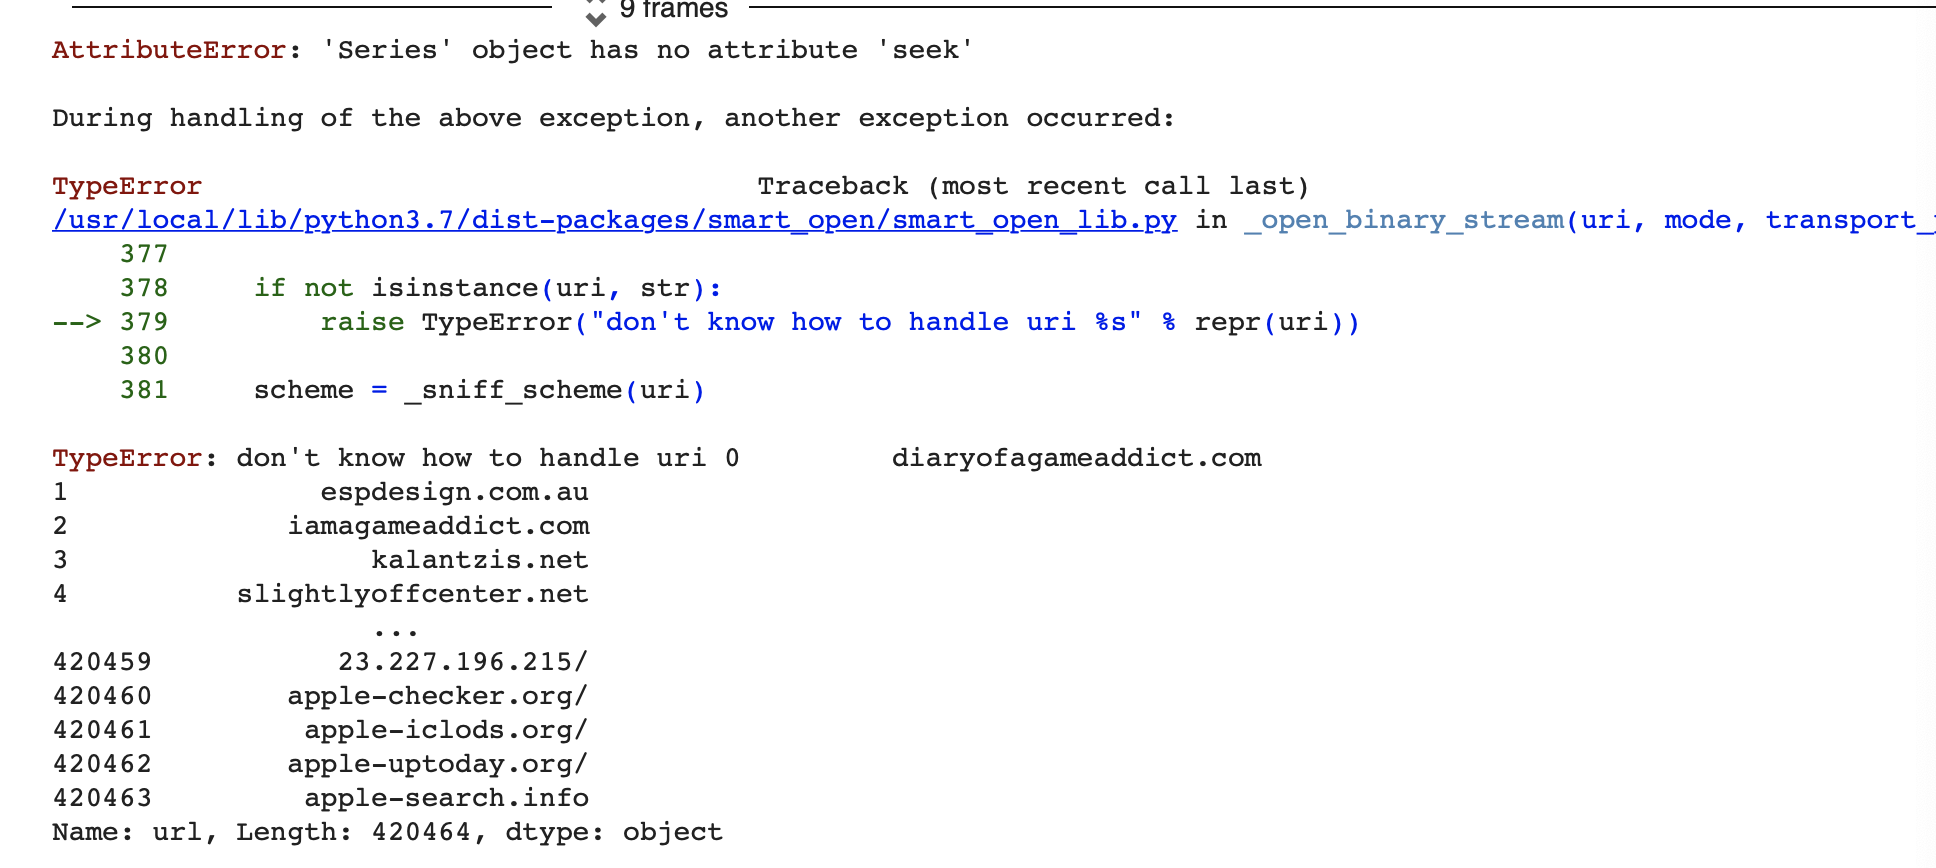 9 frames
AttributeError: 'Series' object has no attribute 'seek'
During handling of the above exception, another exception occurred:
TypeError                                 Traceback (most recent call last)
/usr/local/lib/python3.7/dist-packages/smart_open/smart_open_lib.py in _open_binary_stream(uri, mode, transport_
    377
    378     if not isinstance(uri, str):
--> 379         raise TypeError("don't know how to handle uri %s" % repr(uri))
    380
    381     scheme = _sniff_scheme(uri)
TypeError: don't know how to handle uri 0         diaryofagameaddict.com
1               espdesign.com.au
2             iamagameaddict.com
3                  kalantzis.net
4          slightlyoffcenter.net
                   ...
420459           23.227.196.215/
420460        apple-checker.org/
420461         apple-iclods.org/
420462        apple-uptoday.org/
420463         apple-search.info
Name: url, Length: 420464, dtype: object